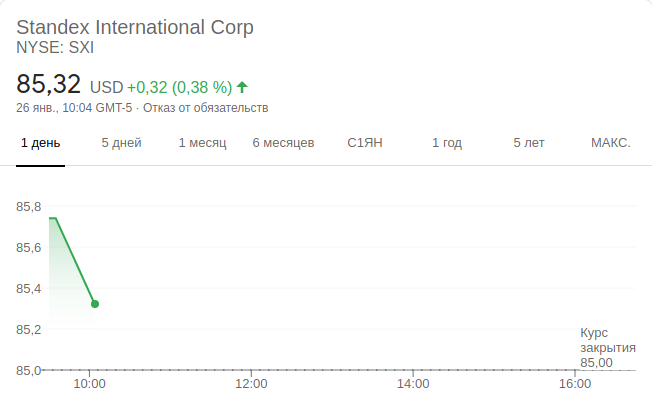 Standex International Corp
NYSE: SXI
85,32 USD +0,32 (0,38 %)
26 янв., 10:04 GMT-5 · Отказ от обязательств
1 день 5 дней 1 месяц 6 месяцев С1ЯН 1 год 5 лет МАКС.
85,8
85,6
85,4
85,2
Курс
закрытия
85,00
85,0
10:00 12:00 14:00 16:00